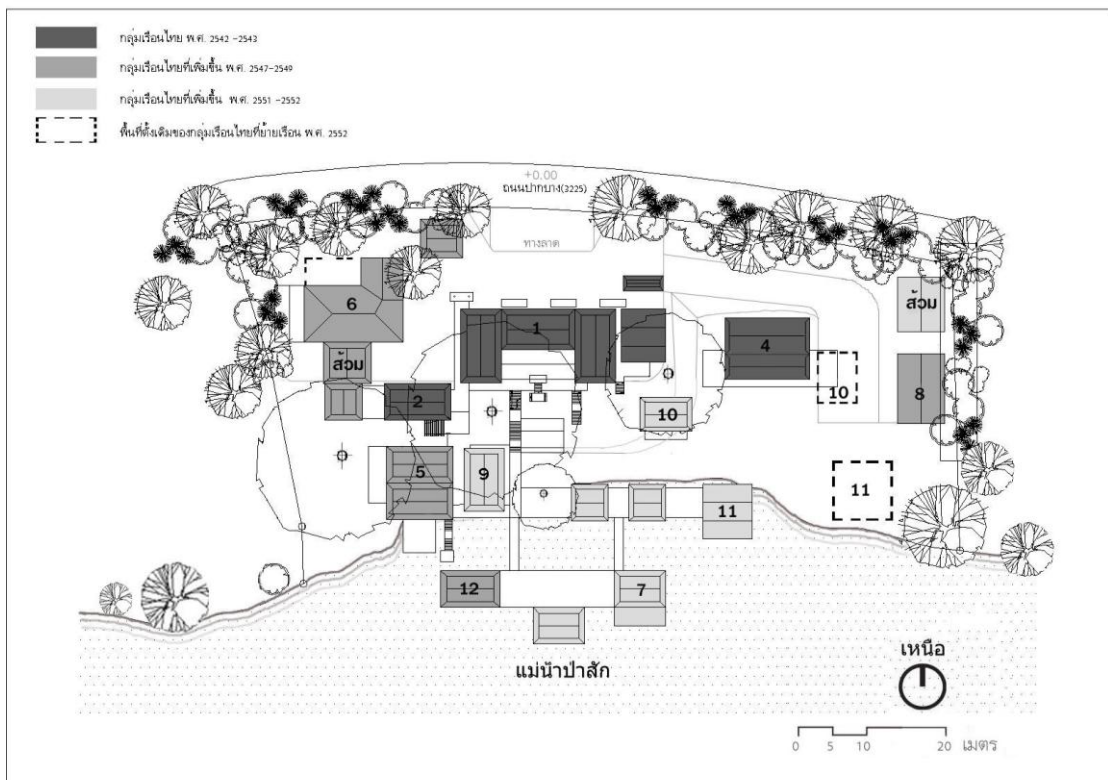 กลุ่มเรือนไทย พ.ศ. 2542 -2543
กลุ่มเรือนไทยที่เพิ่มขึ้น พ.ศ. 2547-2549
กลุ่มเรือนไทยที่เพิ่มขึ้น พ.ศ. 2551 -2552
พื้นที่ตั้งเดิมของกลุ่มเรือนไทยที่ย้ายเรือน พ.ศ. 2552
+0.00
ถนนปากบาง(3225)
ทางลาด
ส้วม
6
1
4
ส้วม
10
8
2
10
5
9
11
11
12
7
แม่น้ำป่าสัก
เหนือ
0 5 10 20 เมตร